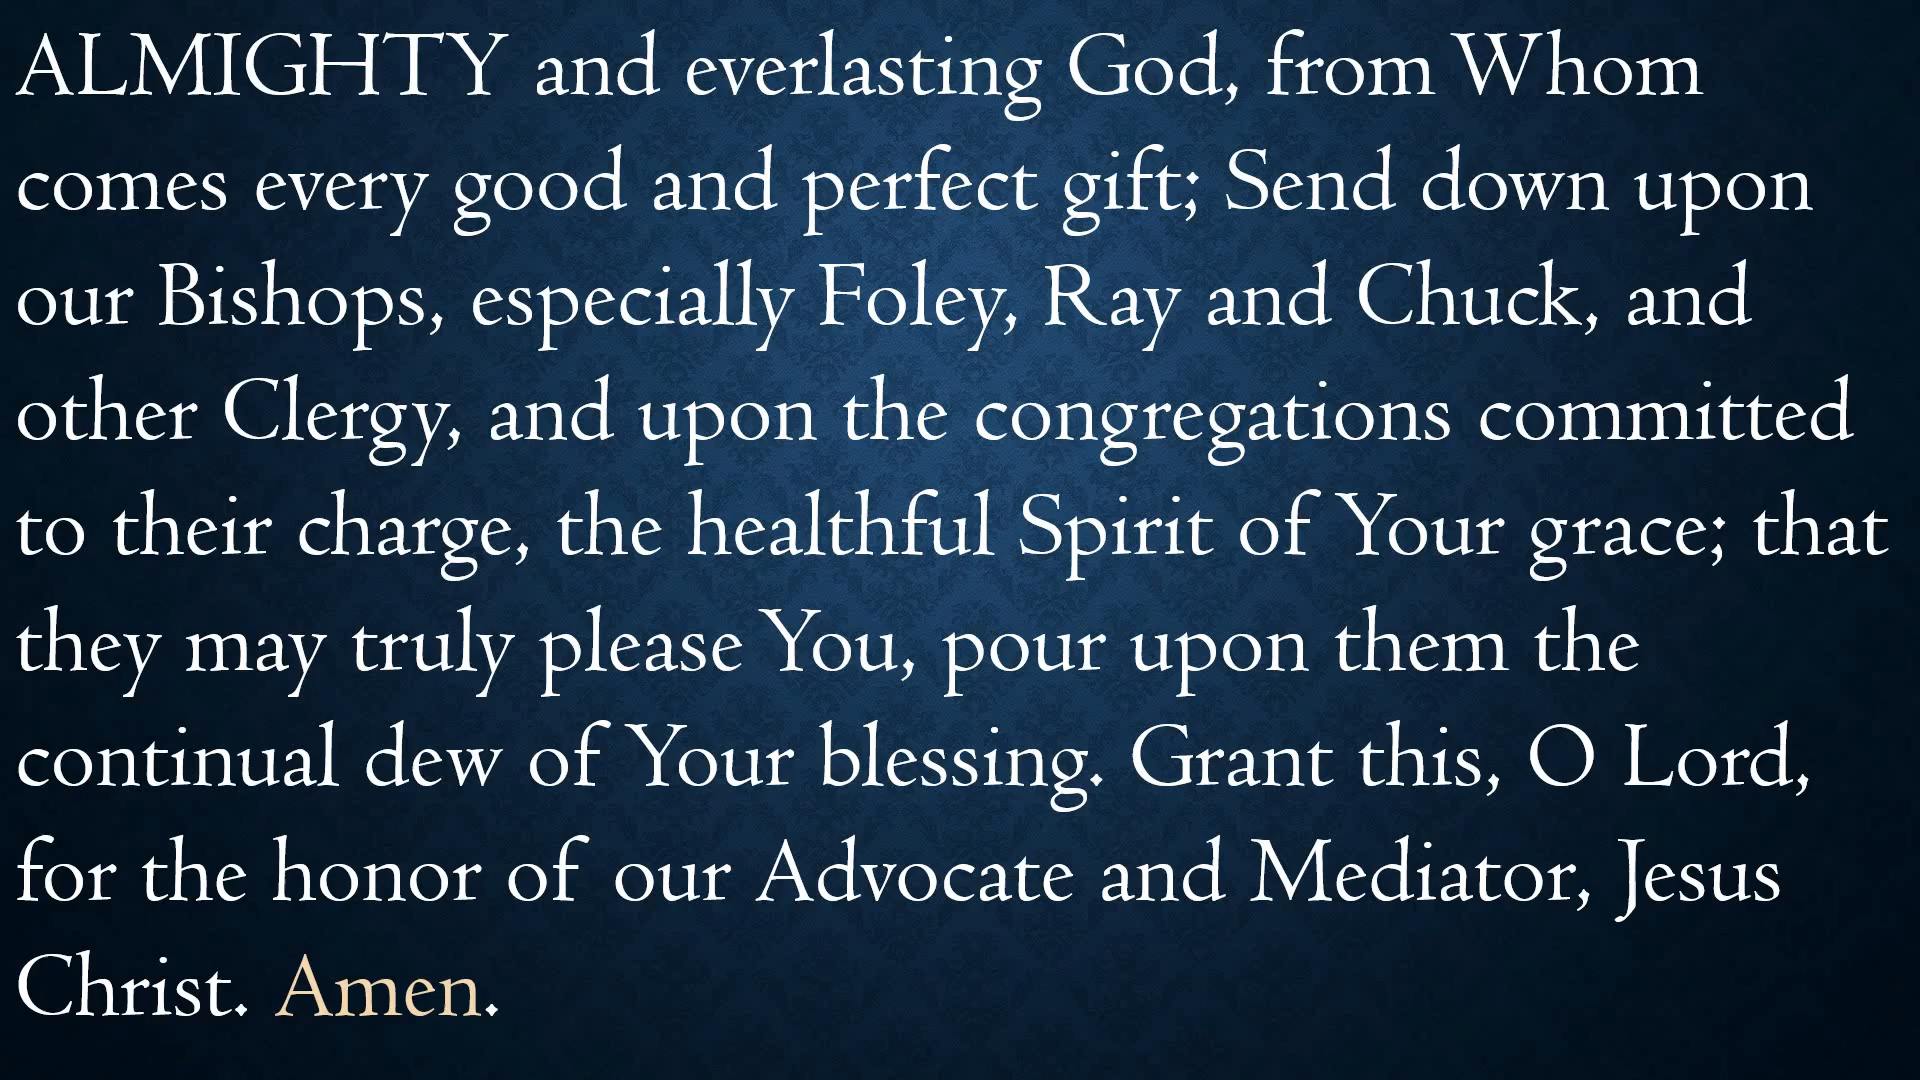 ALMIGHTY and everlasting God, from Whom
comes every good and perfect gift; Send down upon
our Bishops, especially Foley, Ray and Chuck, and
other Clergy, and upon the congregations committed
to their charge, the healthful Spirit of Your grace; that
they may truly please You, pour upon them the
continual dew of Your blessing. Grant this, O Lord,
for the honor of our Advocate and Mediator, Jesus
Christ. Amen.